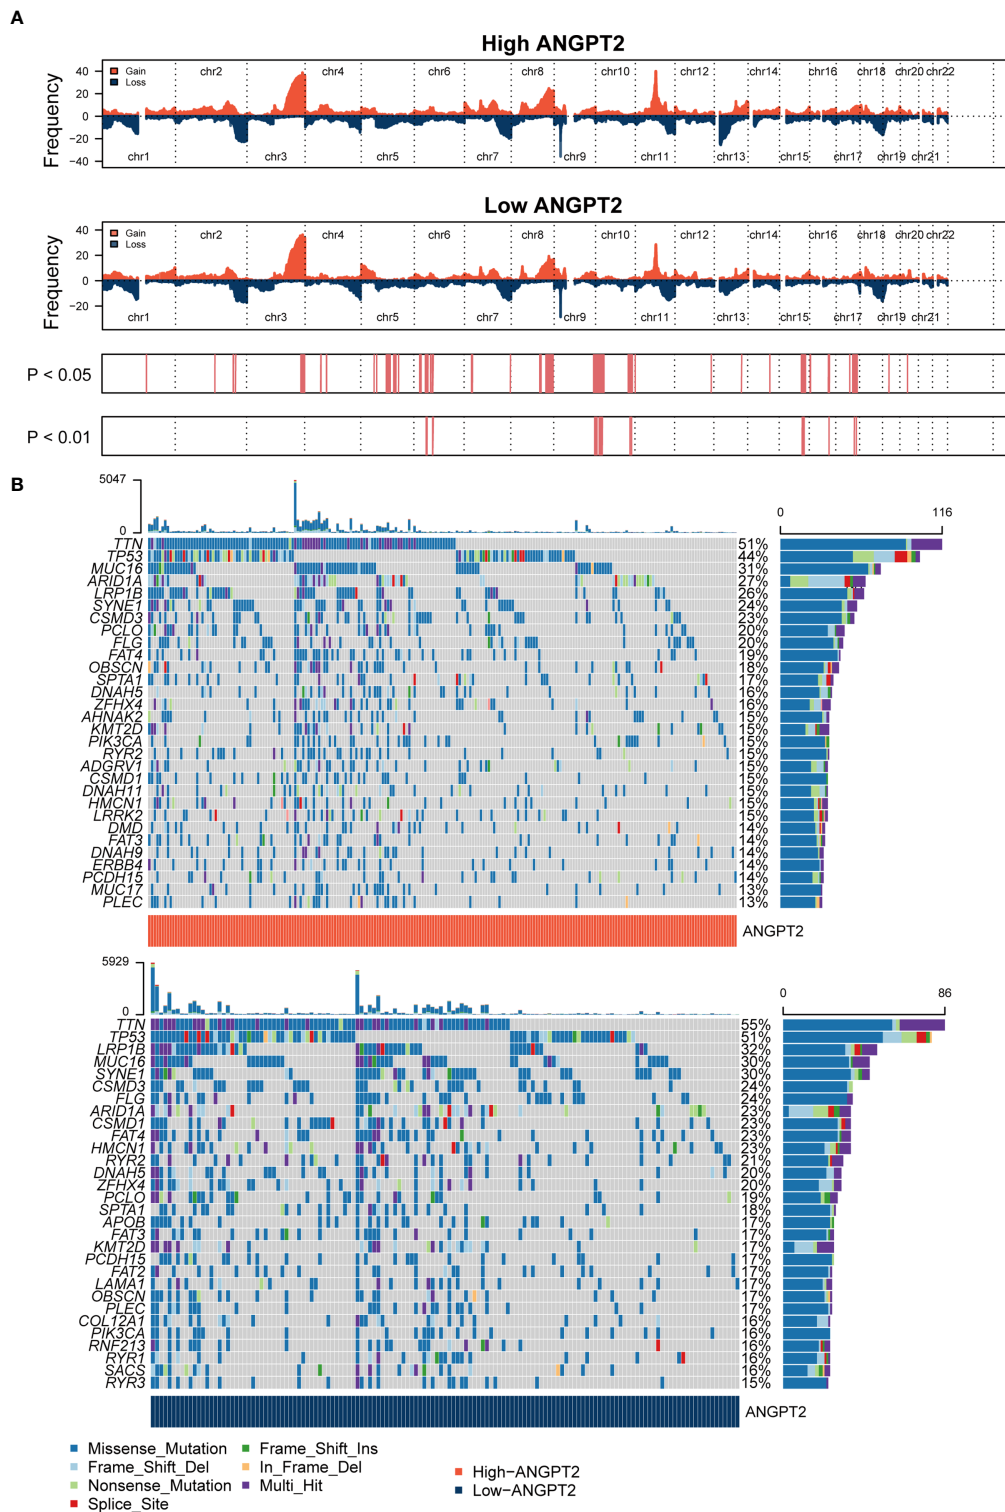 A
High ANGPT2
Frequency
40
20
0
−20
−40
Gain
Loss
chr2 chr4 chr6 chr8 chr10 chr12 chr14 chr16 chr18 chr20 chr22
chr1 chr3 chr5 chr7 chr9 chr11 chr13 chr15 chr17 chr19 chr21
Low ANGPT2
Frequency
40
20
0
−20
Gain
Loss
chr2 chr4 chr6 chr8 chr10 chr12 chr14 chr16 chr18 chr20 chr22
chr1 chr3 chr5 chr7 chr9 chr11 chr13 chr15 chr17 chr19 chr21
P < 0.05
P < 0.01
B
5047
0
0 116
TTN 51%
TP53 44%
MUC16 31%
ARID1A 27%
LRP1B 26%
SYNE1 24%
CSMD3 23%
PCLO 20%
FLG 20%
FAT4 19%
OBSCN 18%
SPTA1 17%
DNAH5 16%
ZFHX4 16%
AHNAK2 15%
KMT2D 15%
PIK3CA 15%
RYR2 15%
ADGRV1 15%
CSMD1 15%
DNAH11 15%
HMCN1 15%
LRRK2 15%
DMD 14%
FAT3 14%
DNAH9 14%
ERBB4 14%
PCDH15 14%
MUC17 13%
PLEC 13%
ANGPT2
5929
0
0 86
TTN 55%
TP53 51%
LRP1B 32%
MUC16 30%
SYNE1 30%
CSMD3 24%
FLG 24%
ARID1A 23%
CSMD1 23%
FAT4 23%
HMCN1 23%
RYR2 21%
DNAH5 20%
ZFHX4 20%
PCLO 19%
SPTA1 18%
APOB 17%
FAT3 17%
KMT2D 17%
PCDH15 17%
FAT2 17%
LAMA1 17%
OBSCN 17%
PLEC 17%
COL12A1 16%
PIK3CA 16%
RNF213 16%
RYR1 16%
SACS 16%
RYR3 15%
ANGPT2
Missense_Mutation Frame_Shift_Ins
Frame_Shift_Del In_Frame_Del High−ANGPT2
Nonsense_Mutation Multi_Hit Low−ANGPT2
Splice_Site